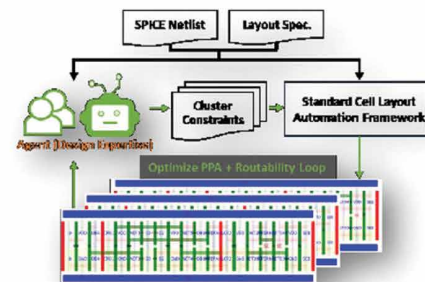 SPICE Netlist
Layout Spec.
Cluster
Constraints
Standard Cell Layout
Automation Framework
Agent (Design Expertise)
Optimize PPA + Routability Loop